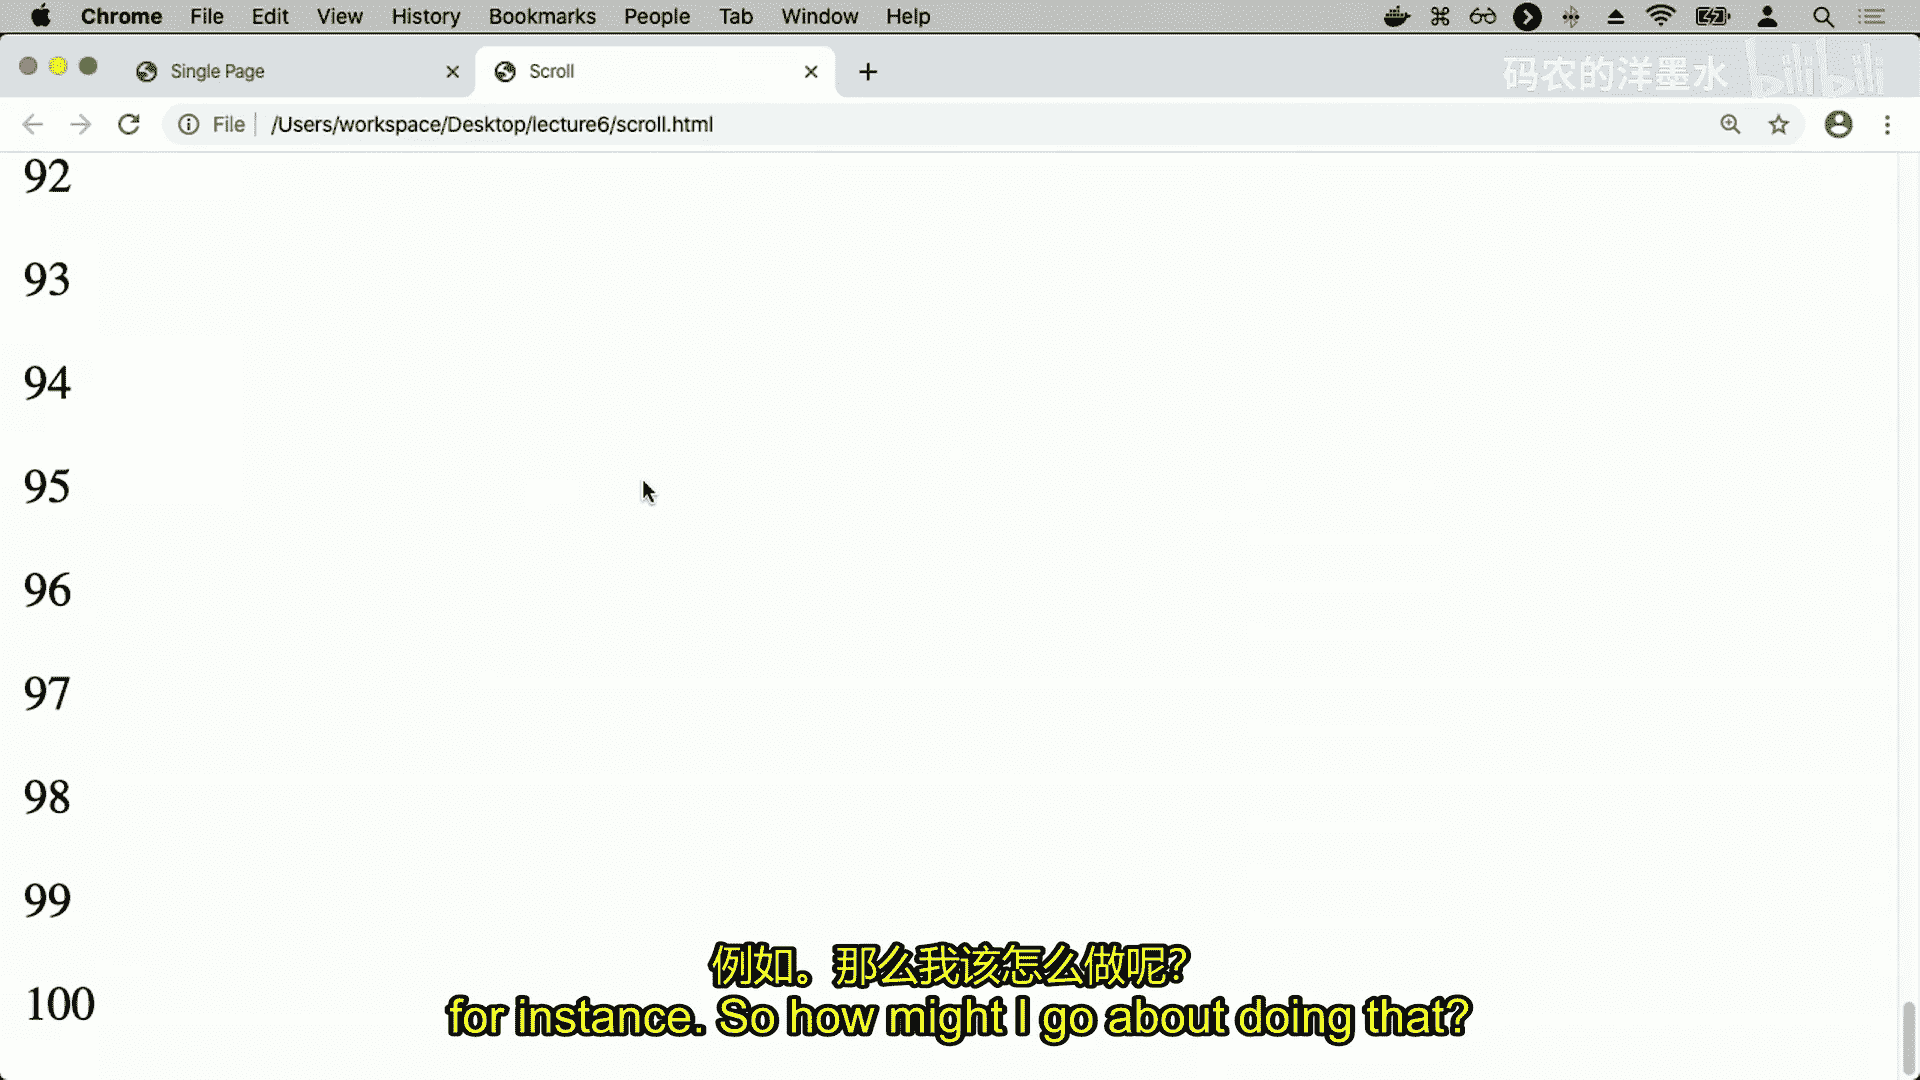 Chrome File Edit View History Bookmarks People Tab Window Help
Single Page
Scroll
码农的洋墨水 bilibili
File /Users/workspace/Desktop/lecture6/scroll.html
92
93
94
95
96
97
98
99
100
例如。那么我该怎么做呢?
for instance. So how might I go about doing that?